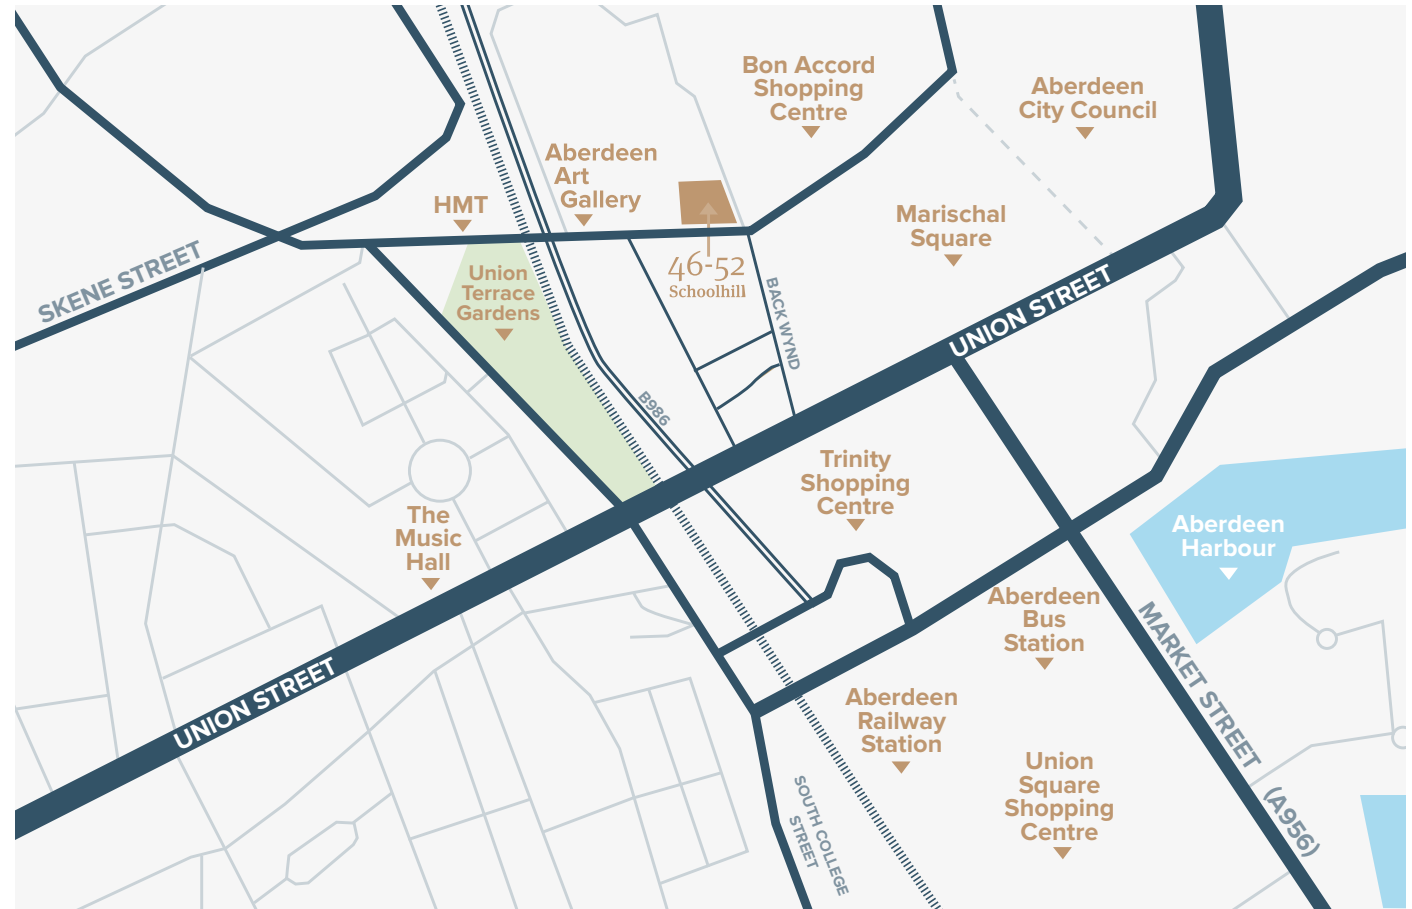 Bon Accord
Shopping
Centre
Aberdeen
City Council
Aberdeen
Art
Gallery
HMT
Marischal
Square
SKENE STREET
46-52
Schoolhill
Union
Terrace
Gardens
BACK WYND
UNION STREET
B986
Trinity
Shopping
Centre
The
Music
Hall
Aberdeen
Harbour
Aberdeen
Bus
Station
MARKET STREET
(A956)
UNION STREET
Aberdeen
Railway
Station
Union
Square
Shopping
Centre
SOUTH COLLEGE
STREET